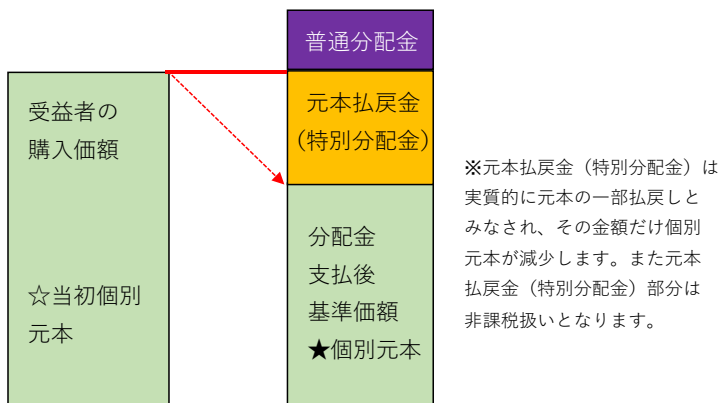 普通分配金
受益者の
購入価額
☆当初個別
元本
元本払戻金
（特別分配金）
分配金
支払後
基準価額
★個別元本
※元本払戻金（特別分配金）は
実質的に元本の一部払戻しと
みなされ、その金額だけ個別
元本が減少します。また元本
払戻金（特別分配金）部分は
非課税扱いとなります。